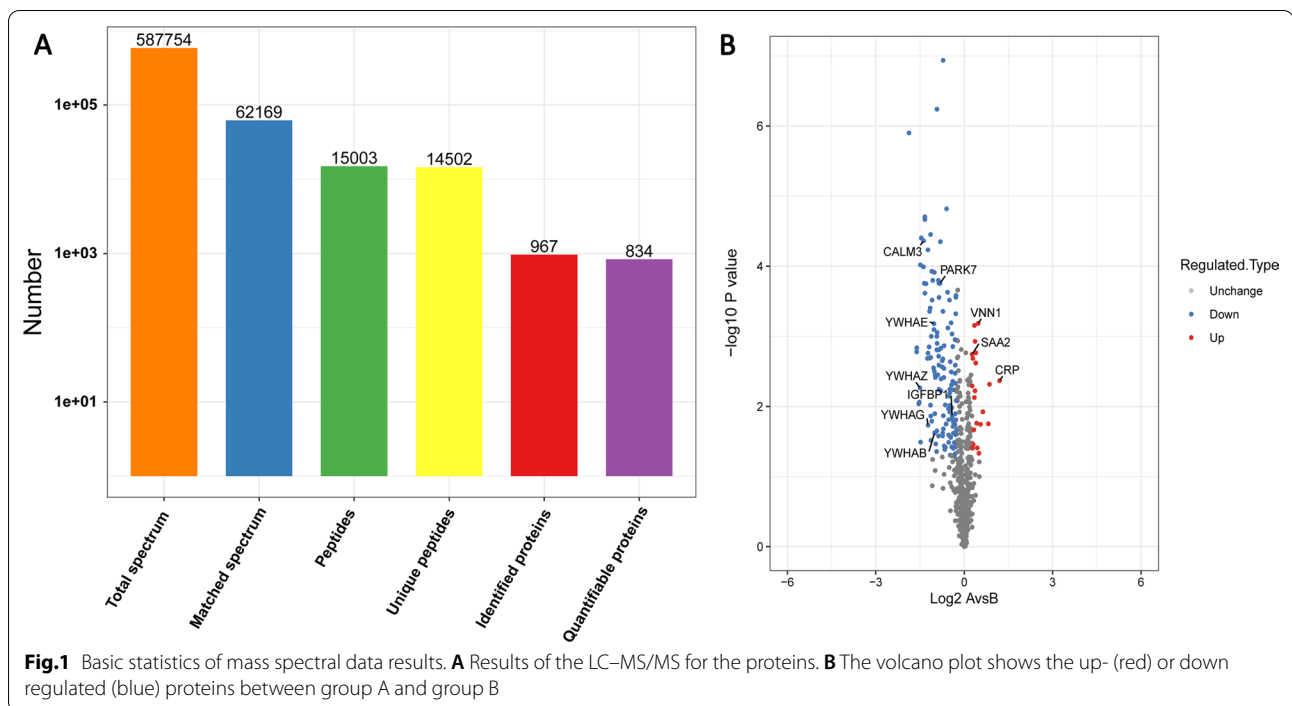 A
587754
62169
15003
14502
967
834
1e+05
1e+03
1e+01
Number
Total spectrum
Matched spectrum
Peptides
Unique peptides
Identified proteins
Quantifiable proteins
B
6
4
2
0
−log10 P value
CALM3
PARK7
YWHAE
VNN1
SAA2
YWHAZ
CRP
IGFBP1
YWHAG
YWHAB
−6
−3
0
3
6
Log2 AvsB
Regulated.Type
Unchange
Down
Up
Fig.1 Basic statistics of mass spectral data results. A Results of the LC–MS/MS for the proteins. B The volcano plot shows the up- (red) or down
regulated (blue) proteins between group A and group B